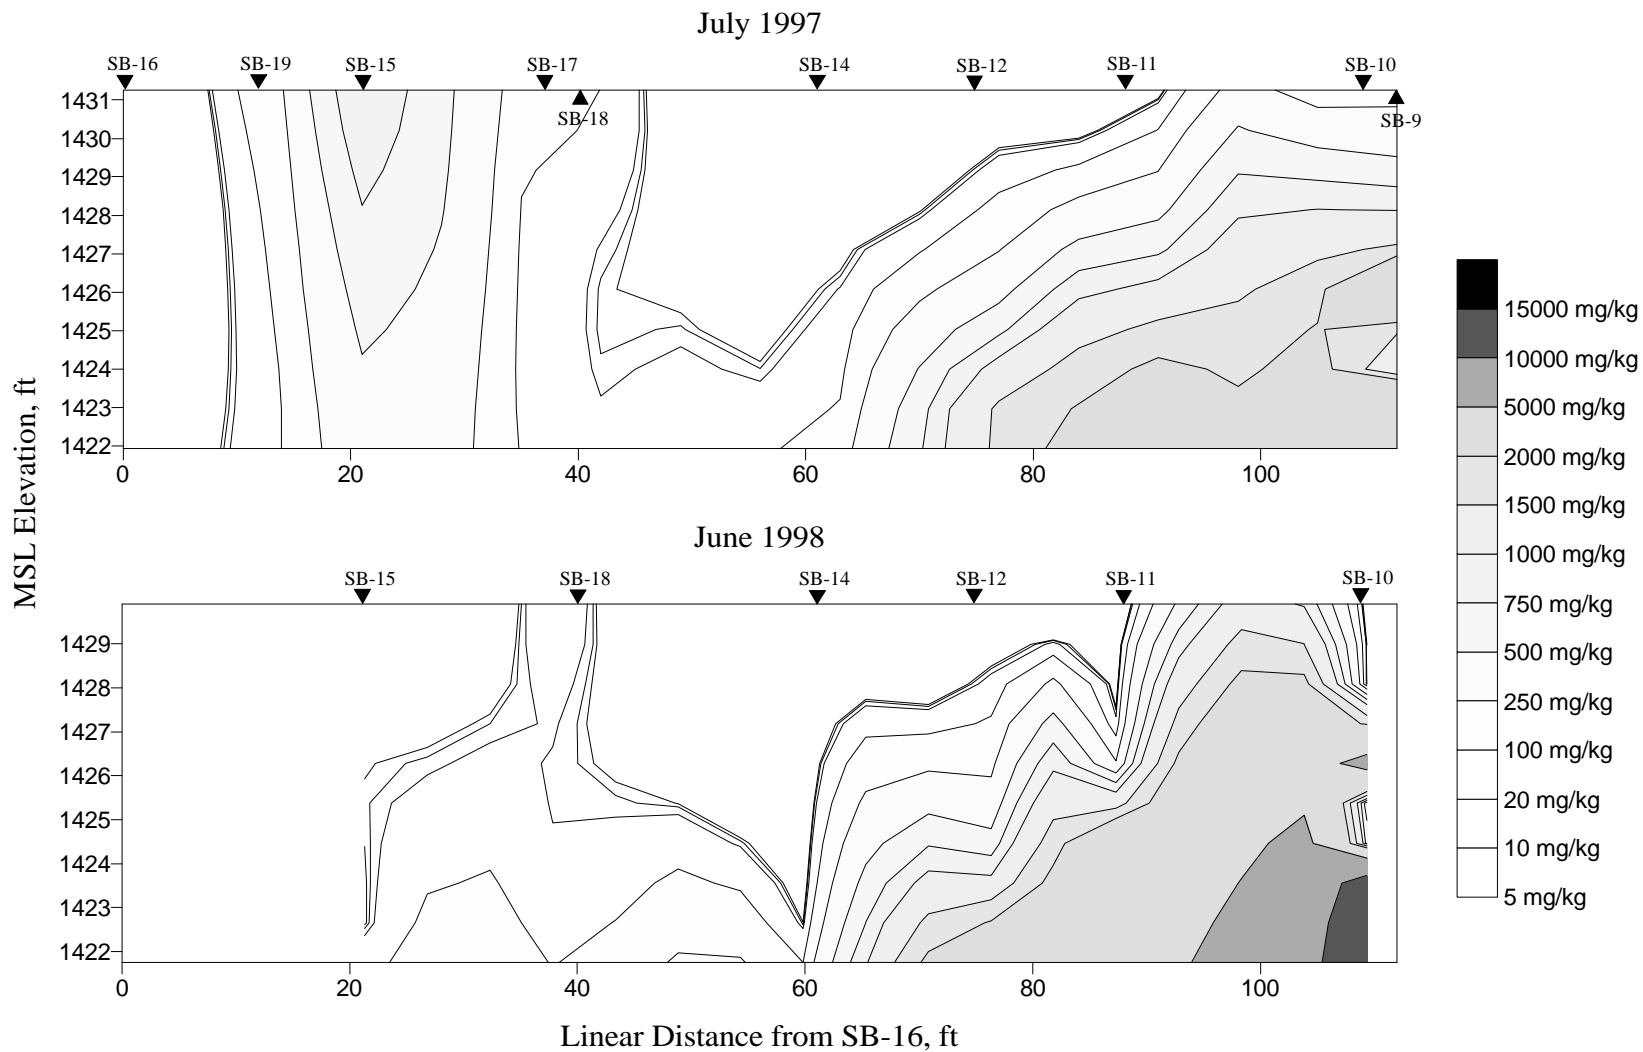 July 1997
SB-16 SB-19 SB-15 SB-17 SB-14 SB-12 SB-11 SB-10
SB-18 SB-9
1431
1430
1429
1428
1427
1426
1425
1424
1423
1422
0 20 40 60 80 100
MSL Elevation, ft
June 1998
SB-15 SB-18 SB-14 SB-12 SB-11 SB-10
1429
1428
1427
1426
1425
1424
1423
1422
0 20 40 60 80 100
Linear Distance from SB-16, ft
15000 mg/kg
10000 mg/kg
5000 mg/kg
2000 mg/kg
1500 mg/kg
1000 mg/kg
750 mg/kg
500 mg/kg
250 mg/kg
100 mg/kg
20 mg/kg
10 mg/kg
5 mg/kg